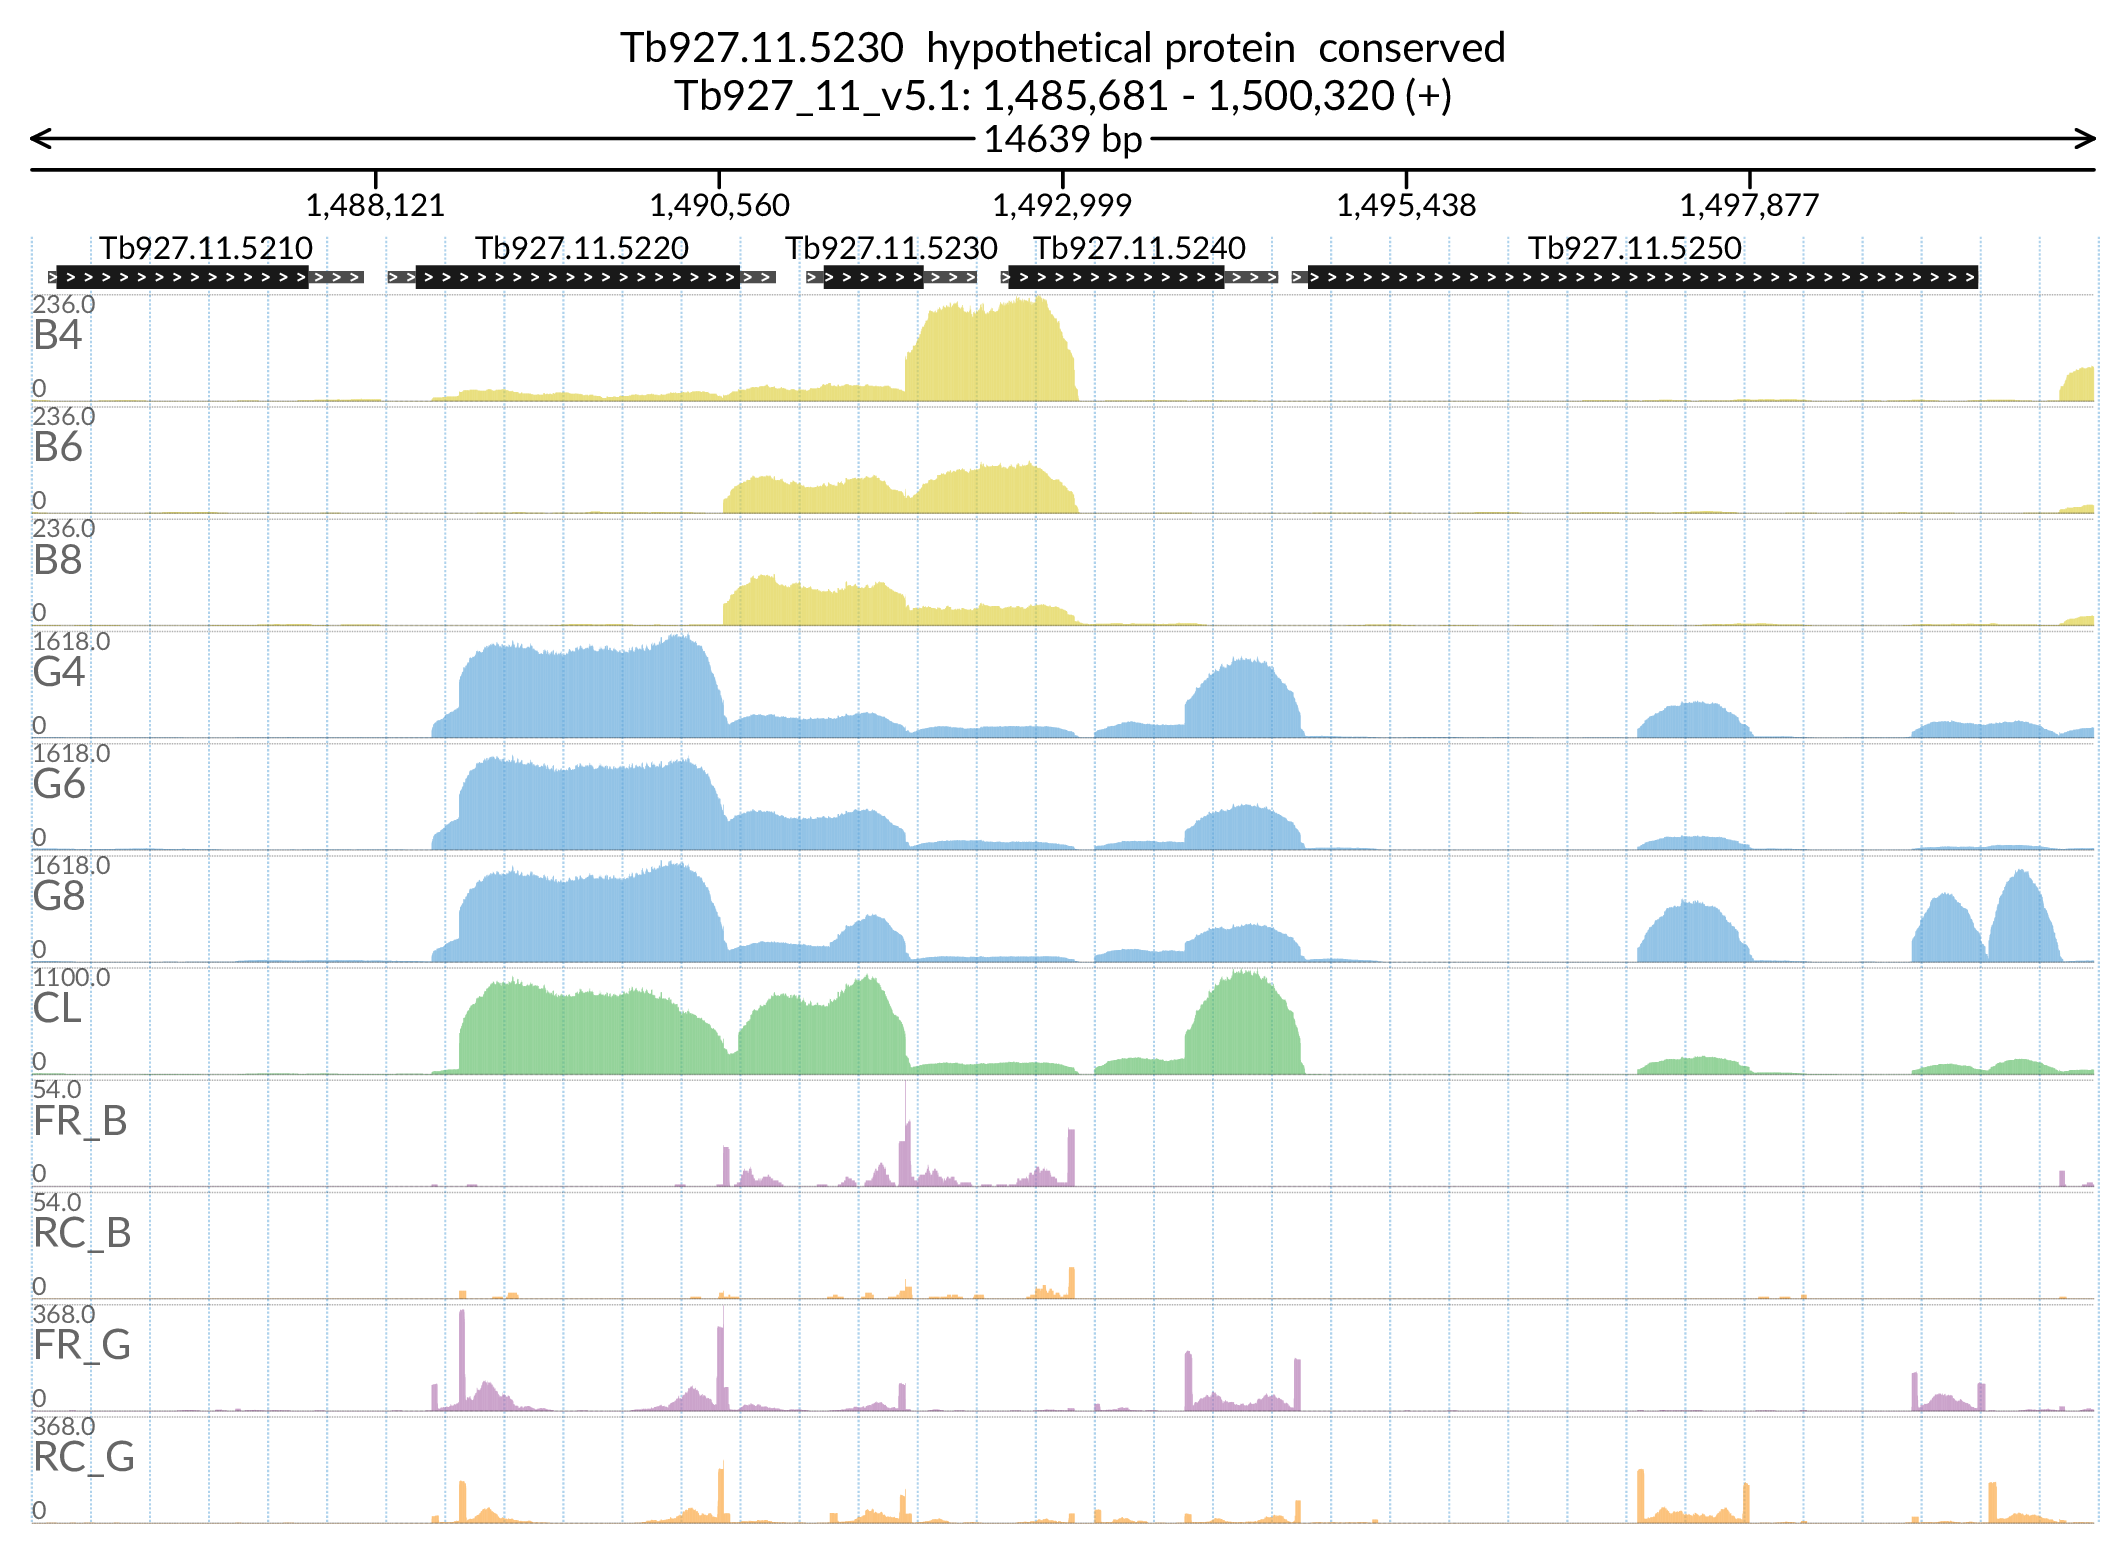 Tb927.11.5230  hypothetical protein  conserved
Tb927_11_v5.1: 1,485,681 - 1,500,320 (+)
14639 bp
1,488,121 1,490,560 1,492,999 1,495,438 1,497,877
Tb927.11.5210 Tb927.11.5220 Tb927.11.5230 Tb927.11.5240 Tb927.11.5250
236.0
B4
0
236.0
B6
0
236.0
B8
0
1618.0
G4
0
1618.0
G6
0
1618.0
G8
0
1100.0
CL
0
54.0
FR_B
0
54.0
RC_B
0
368.0
FR_G
0
368.0
RC_G
0